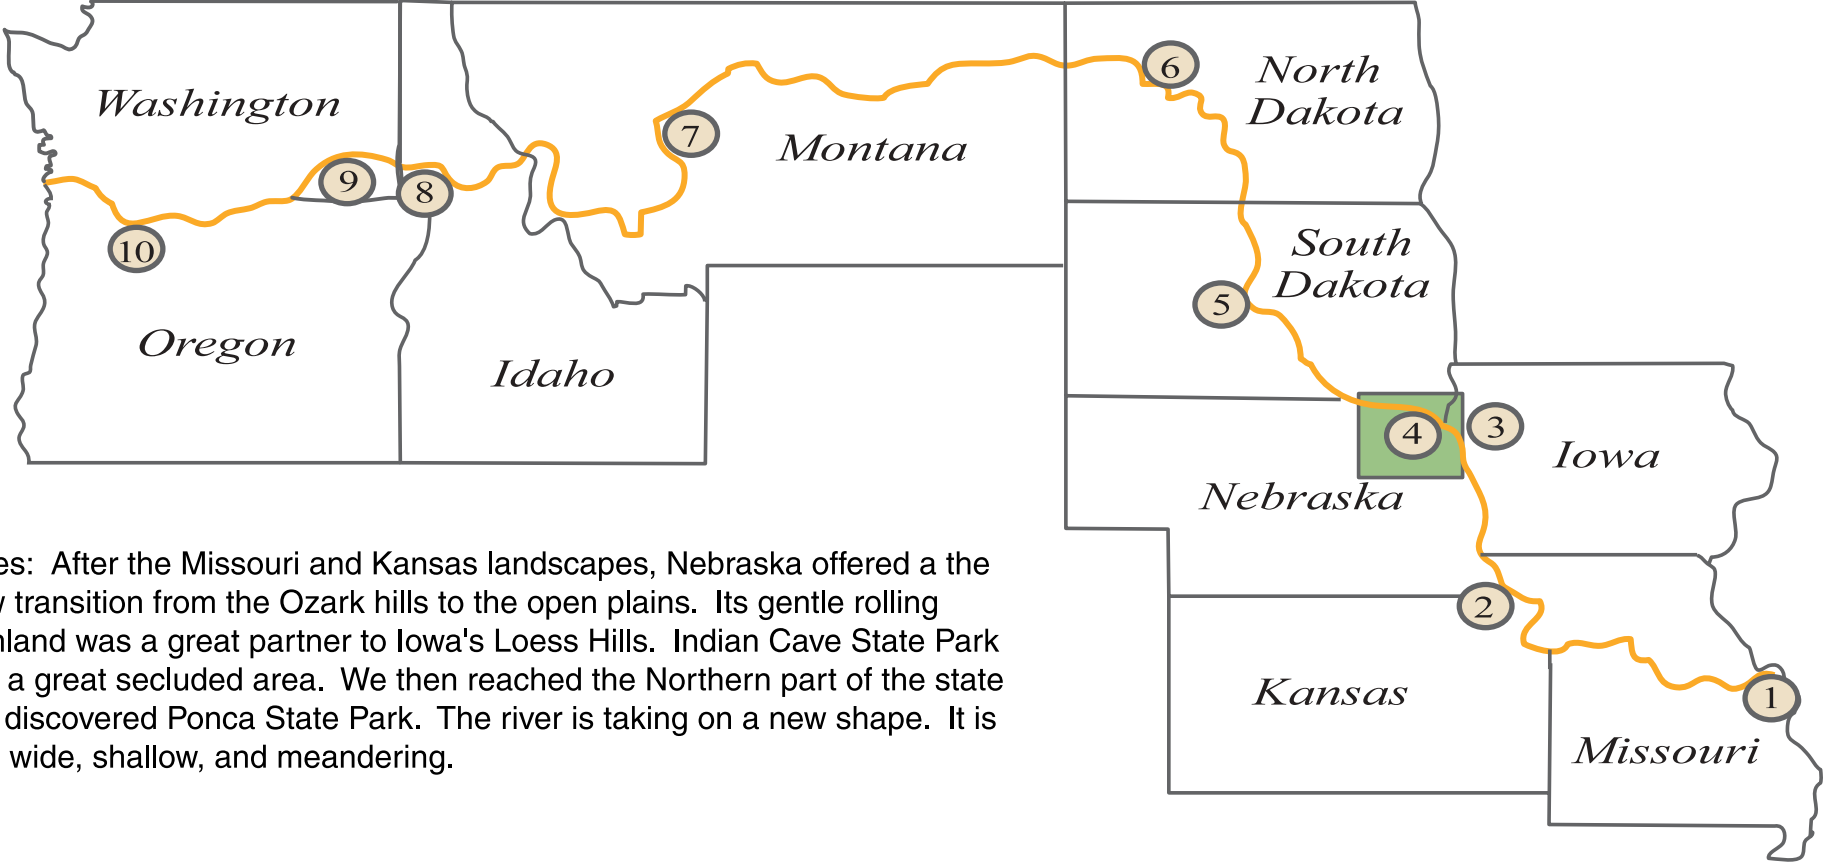 Washington
North
Dakota
Montana
South
Dakota
Oregon
Idaho
Iowa
Nebraska
Kansas
Missouri
6
7
9
8
10
5
4
3
2
1
es: After the Missouri and Kansas landscapes, Nebraska offered a the
transition from the Ozark hills to the open plains. Its gentle rolling
nland was a great partner to Iowa's Loess Hills. Indian Cave State Park
a great secluded area. We then reached the Northern part of the state
discovered Ponca State Park. The river is taking on a new shape. It is
wide, shallow, and meandering.